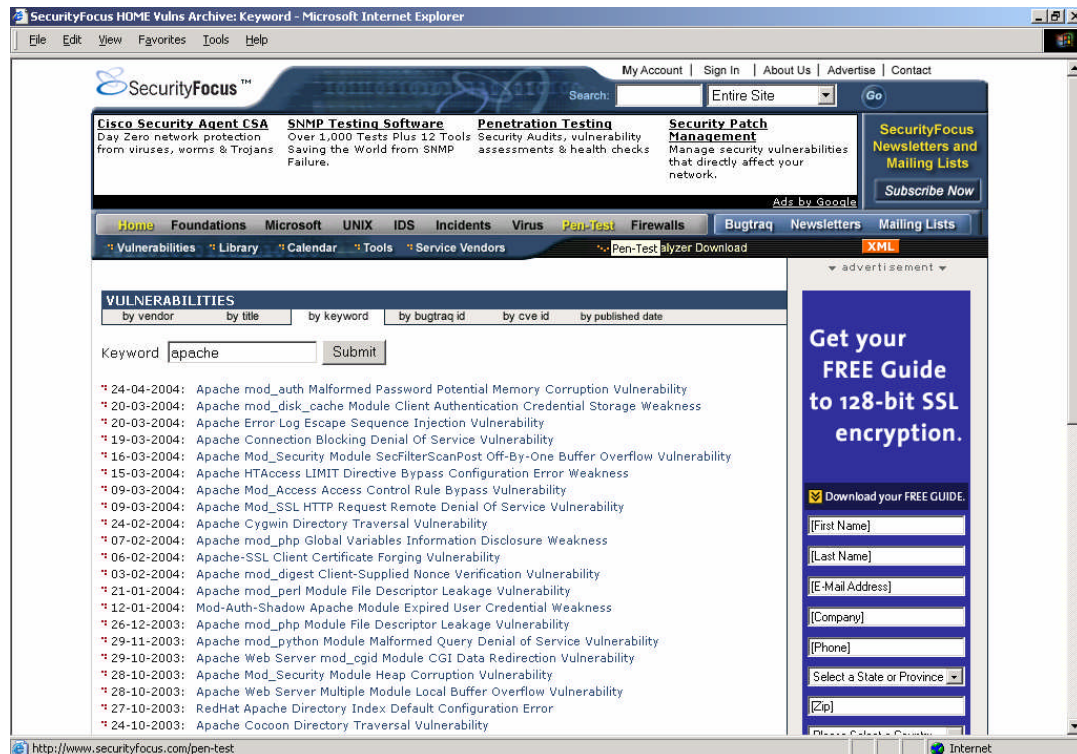 SecurityFocus HOME Vulns Archive: Keyword - Microsoft Internet Explorer
File Edit View Favorites Tools Help
My Account | Sign In | About Us | Advertise | Contact
SecurityFocus ™
Search: Entire Site Go
Cisco Security Agent CSA
Day Zero network protection
from viruses, worms & Trojans
SNMP Testing Software
Over 1,000 Tests Plus 12 Tools
Saving the World from SNMP
Failure.
Penetration Testing
Security Audits, vulnerability
assessments & health checks
Security Patch
Management
Manage security vulnerabilities
that directly affect your
network.
Ads by Google
SecurityFocus
Newsletters and
Mailing Lists
Subscribe Now
Home Foundations Microsoft UNIX IDS Incidents Virus Pen-Test Firewalls Bugtraq Newsletters Mailing Lists
Vulnerabilities Library Calendar Tools Service Vendors Pen-Test alyzer Download XML
advertisement
VULNERABILITIES
by vendor by title by keyword by bugtraq id by cve id by published date
Keyword apache Submit
24-04-2004: Apache mod_auth Malformed Password Potential Memory Corruption Vulnerability
20-03-2004: Apache mod_disk_cache Module Client Authentication Credential Storage Weakness
20-03-2004: Apache Error Log Escape Sequence Injection Vulnerability
19-03-2004: Apache Connection Blocking Denial Of Service Vulnerability
16-03-2004: Apache Mod_Security Module SecFilterScanPost Off-By-One Buffer Overflow Vulnerability
15-03-2004: Apache HTAccess LIMIT Directive Bypass Configuration Error Weakness
09-03-2004: Apache Mod_Access Access Control Rule Bypass Vulnerability
09-03-2004: Apache Mod_SSL HTTP Request Remote Denial Of Service Vulnerability
24-02-2004: Apache Cygwin Directory Traversal Vulnerability
07-02-2004: Apache mod_php Global Variables Information Disclosure Weakness
06-02-2004: Apache-SSL Client Certificate Forging Vulnerability
03-02-2004: Apache mod_digest Client-Supplied Nonce Verification Vulnerability
21-01-2004: Apache mod_perl Module File Descriptor Leakage Vulnerability
12-01-2004: Mod-Auth-Shadow Apache Module Expired User Credential Weakness
26-12-2003: Apache mod_php Module File Descriptor Leakage Vulnerability
29-11-2003: Apache mod_python Module Malformed Query Denial of Service Vulnerability
29-10-2003: Apache Web Server mod_cgid Module CGI Data Redirection Vulnerability
28-10-2003: Apache Mod_Security Module Heap Corruption Vulnerability
28-10-2003: Apache Web Server Multiple Module Local Buffer Overflow Vulnerability
27-10-2003: RedHat Apache Directory Index Default Configuration Error
24-10-2003: Apache Cocoon Directory Traversal Vulnerability
Get your
FREE Guide
to 128-bit SSL
encryption.
Download your FREE GUIDE.
[First Name]
[Last Name]
[E-Mail Address]
[Company]
[Phone]
Select a State or Province
[Zip]
http://www.securityfocus.com/pen-test
Internet